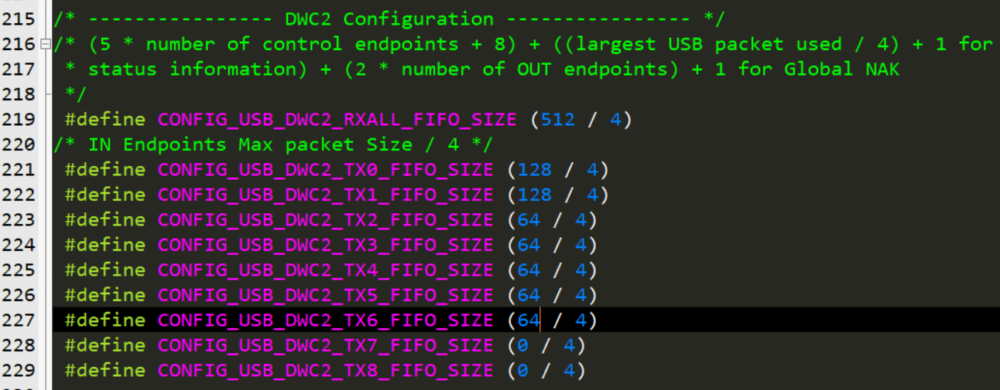 215 /* ---------------- DWC2 Configuration ---------------- */
216 /* (5 * number of control endpoints + 8) + ((largest USB packet used / 4) + 1 for
217 * status information) + (2 * number of OUT endpoints) + 1 for Global NAK
218 */
219 #define CONFIG_USB_DWC2_RXALL_FIFO_SIZE (512 / 4)
220 /* IN Endpoints Max packet Size / 4 */
221 #define CONFIG_USB_DWC2_TX0_FIFO_SIZE (128 / 4)
222 #define CONFIG_USB_DWC2_TX1_FIFO_SIZE (128 / 4)
223 #define CONFIG_USB_DWC2_TX2_FIFO_SIZE (64 / 4)
224 #define CONFIG_USB_DWC2_TX3_FIFO_SIZE (64 / 4)
225 #define CONFIG_USB_DWC2_TX4_FIFO_SIZE (64 / 4)
226 #define CONFIG_USB_DWC2_TX5_FIFO_SIZE (64 / 4)
227 #define CONFIG_USB_DWC2_TX6_FIFO_SIZE (64 / 4)
228 #define CONFIG_USB_DWC2_TX7_FIFO_SIZE (0 / 4)
229 #define CONFIG_USB_DWC2_TX8_FIFO_SIZE (0 / 4)